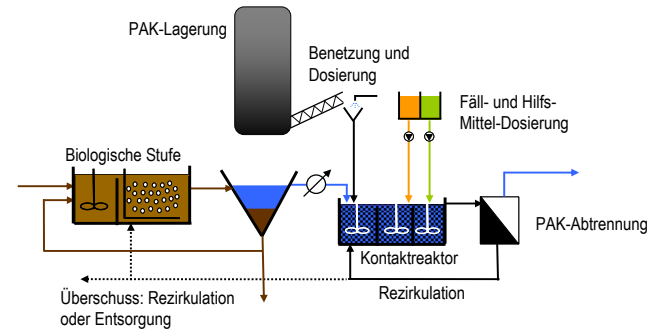 PAK-Lagerung
Benetzung und
Dosierung
Fäll- und Hilfs-
Mittel-Dosierung
Biologische Stufe
PAK-Abtrennung
Kontaktreaktor
Rezirkulation
Überschuss: Rezirkulation
oder Entsorgung